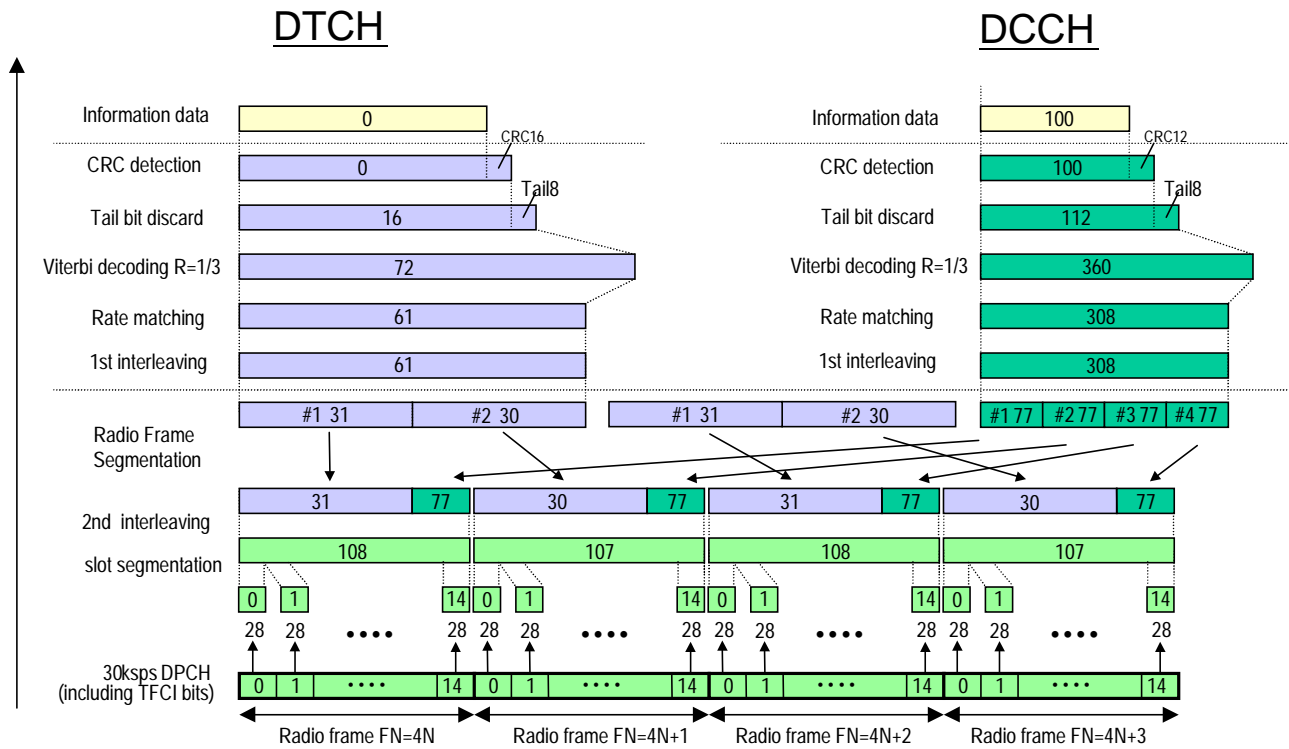 DTCH DCCH
Information data 0 Information data 100
CRC16 CRC12
CRC detection 0 CRC detection 100
Tail8 Tail8
Tail bit discard 16 Tail bit discard 112
Viterbi decoding R=1/3 72 Viterbi decoding R=1/3 360
Rate matching 61 Rate matching 308
1st interleaving 61 1st interleaving 308
#1 31 #2 30 #1 31 #2 30 #1 77 #2 77 #3 77 #4 77
Radio Frame
Segmentation
31 77 30 77 31 77 30 77
2nd interleaving
108 107 108 107
slot segmentation
0 1 14 0 1 14 0 1 14 0 1 14
28 28 •••• 28 28 28 •••• 28 28 28 •••• 28 28 28 •••• 28
30ksps DPCH
(including TFCI bits)
0 1 •••• 14 0 1 •••• 14 0 1 •••• 14 0 1 •••• 14
Radio frame FN=4N Radio frame FN=4N+1 Radio frame FN=4N+2 Radio frame FN=4N+3